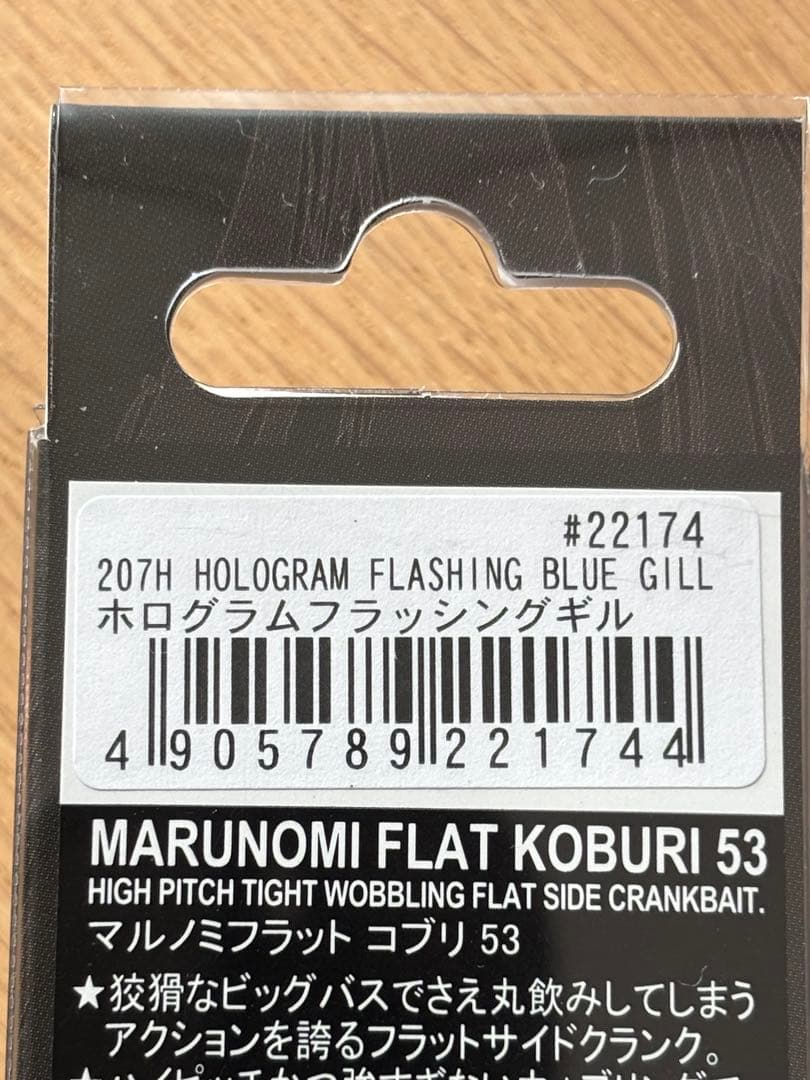 #22174
207H HOLOGRAM FLASHING BLUE GILL
ホログラムフラッシングギル
4 905789 221744
MARUNOMI FLAT KOBURI 53
HIGH PITCH TIGHT WOBBLING FLAT SIDE CRANKBAIT.
マルノミフラット コブリ 53
★狡猾なビッグバスでさえ丸飲みしてしまう
アクションを誇るフラットサイドクランク。